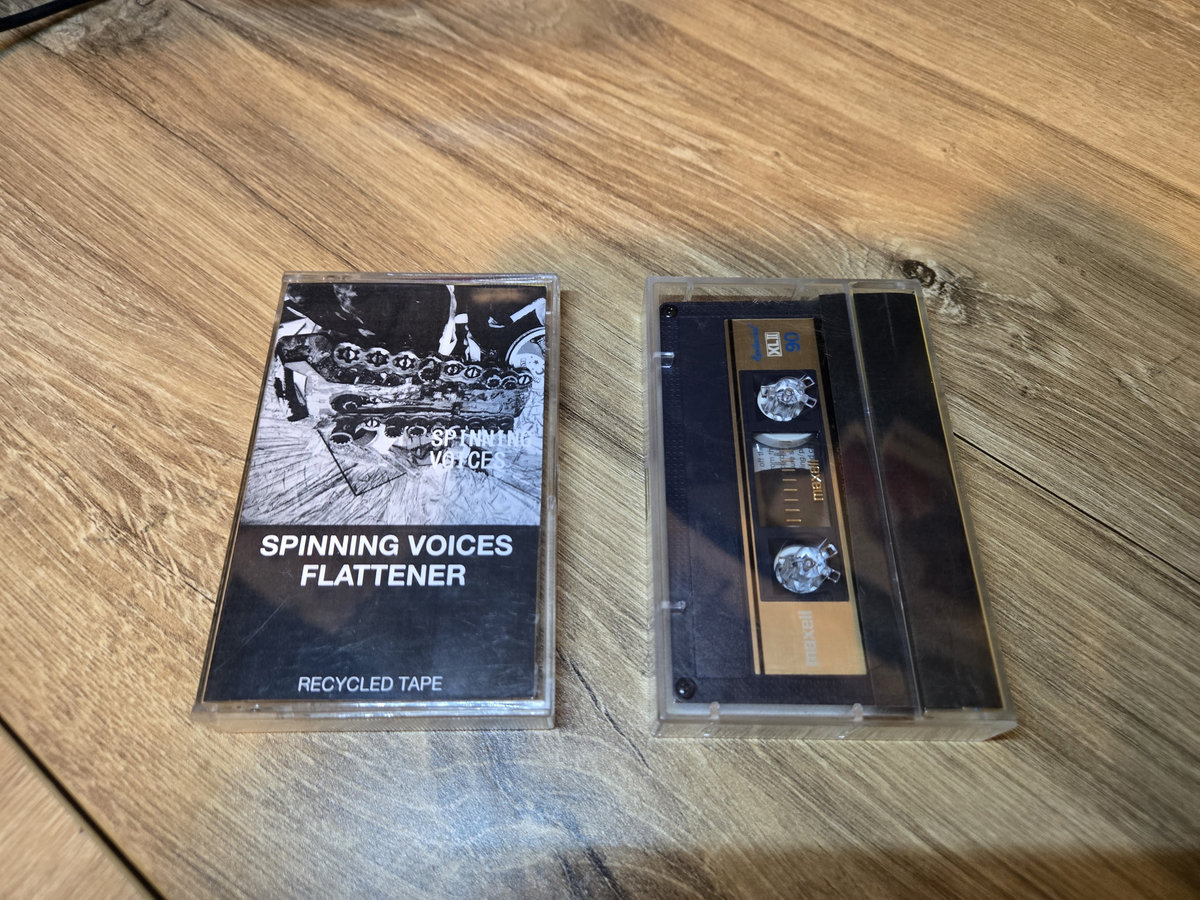 SPINNING
VOICES
SPINNING VOICES
FLATTENER
RECYCLED TAPE
XLII
90
maxell
maxell